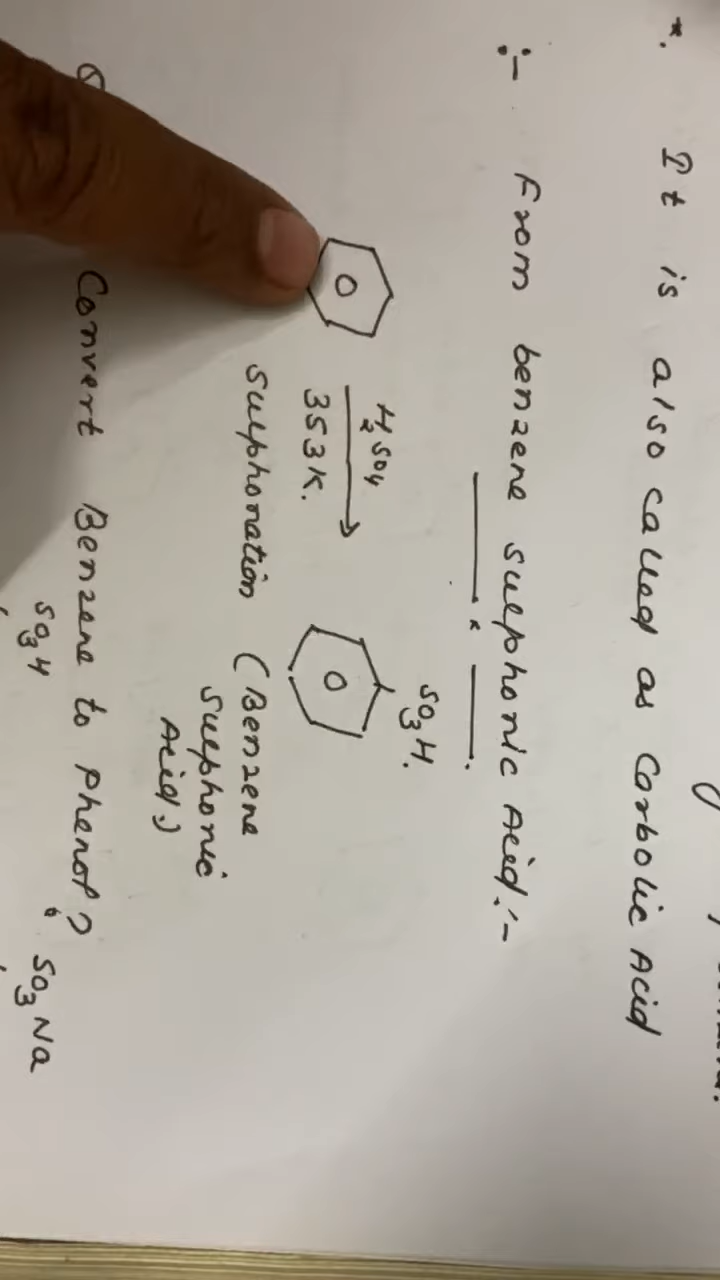 *. It is also called as Carbolic Acid
:- From benzene sulphonic Acid :-
H2SO4
353K.
SO3H.
sulphonation
(Benzene
sulphonic
Acid.)
Convert Benzene to Phenol?
SO3H
SO3Na